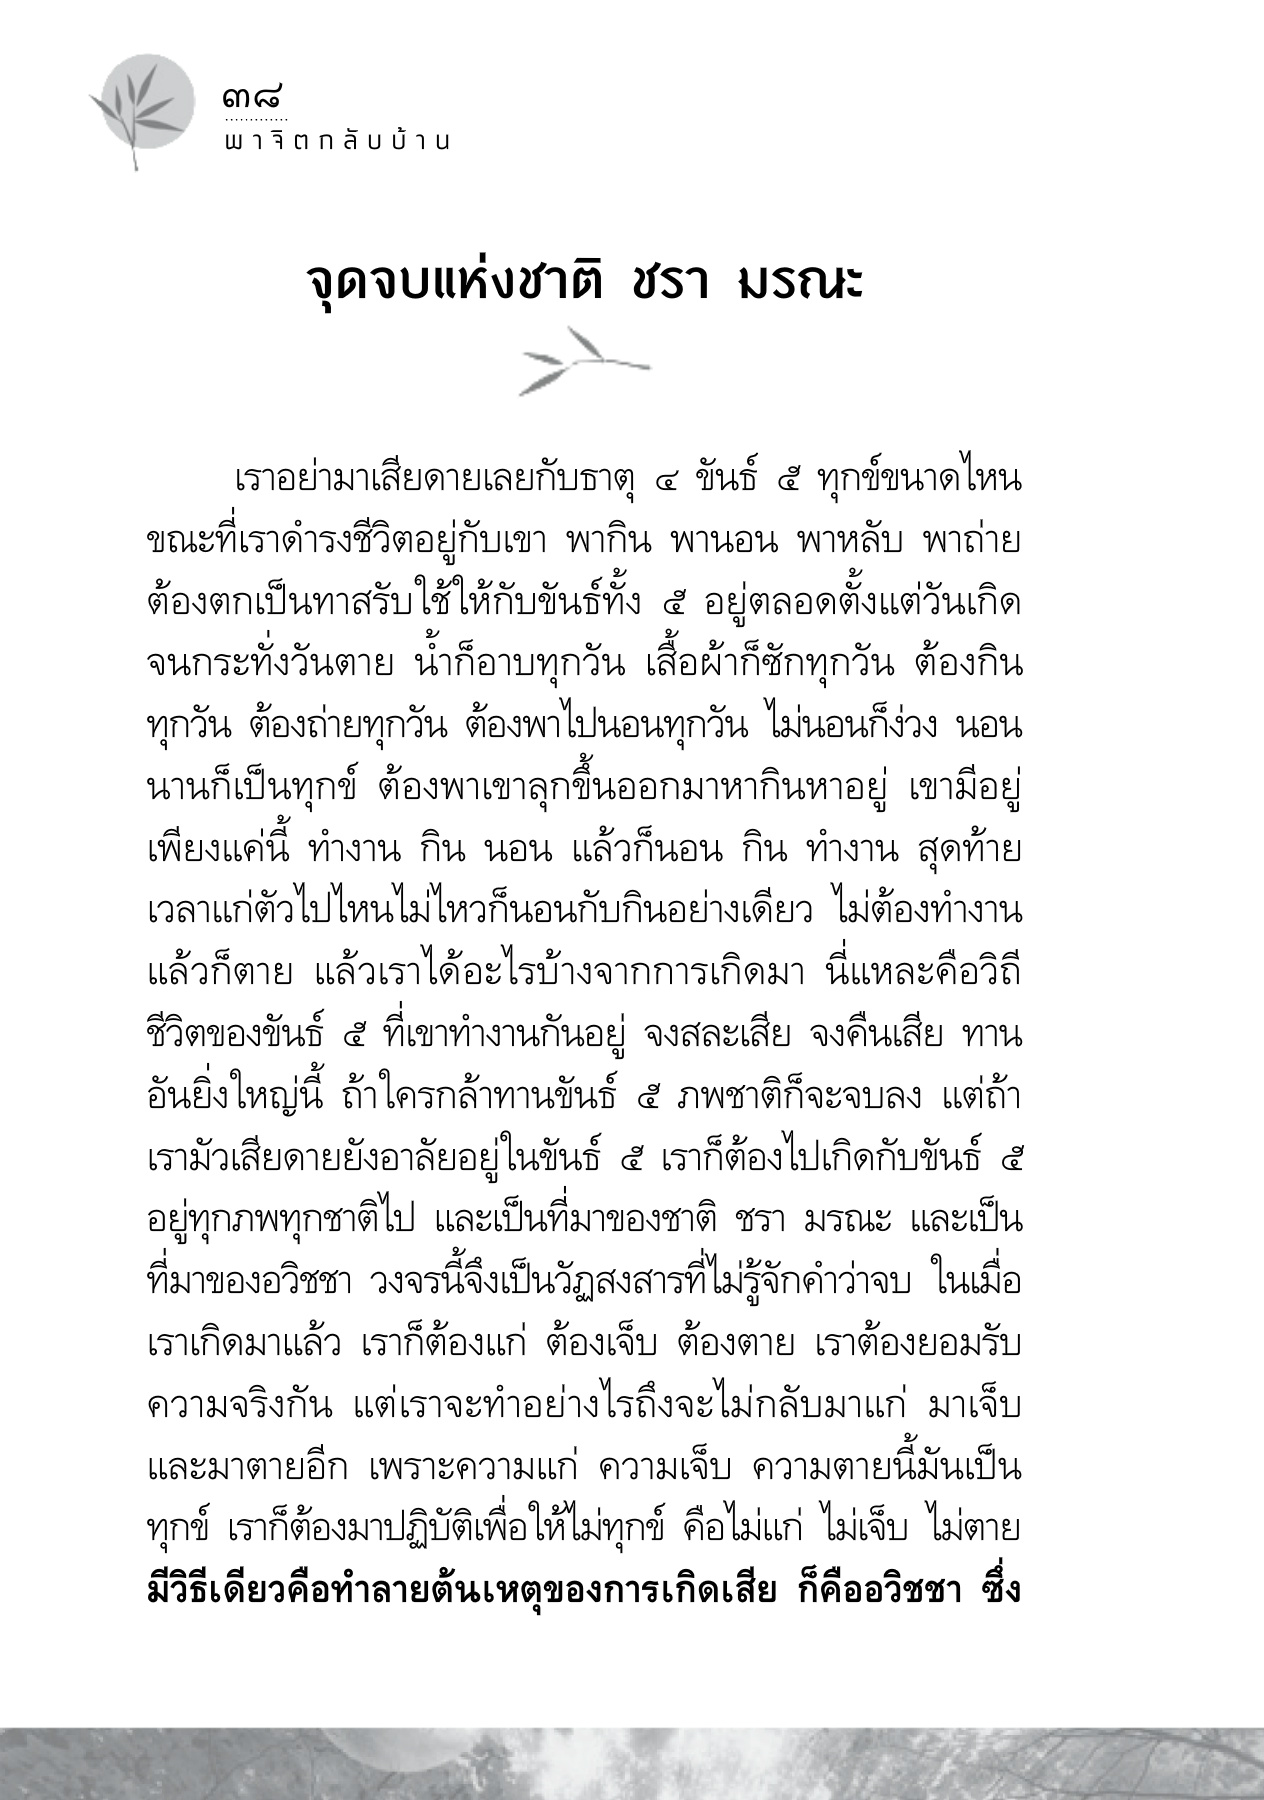 ๓๘
พาจิตกลับบ้าน
จุดจบแห่งชาติ ชรา มรณะ
เราอย่ามาเสียดายเลยกับธาตุ ๔ ขันธ์ ๕ ทุกข์ขนาดไหน
ขณะที่เราดำรงชีวิตอยู่กับเขา พากิน พานอน พาหลับ พาถ่าย
ต้องตกเป็นทาสรับใช้ให้กับขันธ์ทั้ง ๕ อยู่ตลอดตั้งแต่วันเกิด
จนกระทั่งวันตาย น้ำก็อาบทุกวัน เสื้อผ้าก็ซักทุกวัน ต้องกิน
ทุกวัน ต้องถ่ายทุกวัน ต้องพาไปนอนทุกวัน ไม่นอนก็ง่วง นอน
นานก็เป็นทุกข์ ต้องพาเขาลุกขึ้นออกมาหากินหาอยู่ เขามีอยู่
เพียงแค่นี้ ทำงาน กิน นอน แล้วก็นอน กิน ทำงาน สุดท้าย
เวลาแก่ตัวไปไหนไม่ไหวก็นอนกับกินอย่างเดียว ไม่ต้องทำงาน
แล้วก็ตาย แล้วเราได้อะไรบ้างจากการเกิดมา นี่แหละคือวิถี
ชีวิตของขันธ์ ๕ ที่เขาทำงานกันอยู่ จงสละเสีย จงคืนเสีย ทาน
อันยิ่งใหญ่นี้ ถ้าใครกล้าทานขันธ์ ๕ ภพชาติก็จะจบลง แต่ถ้า
เรามัวเสียดายยังอาลัยอยู่ในขันธ์ ๕ เราก็ต้องไปเกิดกับขันธ์ ๕
อยู่ทุกภพทุกชาติไป และเป็นที่มาของชาติ ชรา มรณะ และเป็น
ที่มาของอวิชชา วงจรนี้จึงเป็นวัฏสงสารที่ไม่รู้จักคำว่าจบ ในเมื่อ
เราเกิดมาแล้ว เราก็ต้องแก่ ต้องเจ็บ ต้องตาย เราต้องยอมรับ
ความจริงกัน แต่เราจะทำอย่างไรถึงจะไม่กลับมาแก่ มาเจ็บ
และมาตายอีก เพราะความแก่ ความเจ็บ ความตายนี้มันเป็น
ทุกข์ เราก็ต้องมาปฏิบัติเพื่อให้ไม่ทุกข์ คือไม่แก่ ไม่เจ็บ ไม่ตาย
มีวิธีเดียวคือทำลายต้นเหตุของการเกิดเสีย ก็คืออวิชชา ซึ่ง